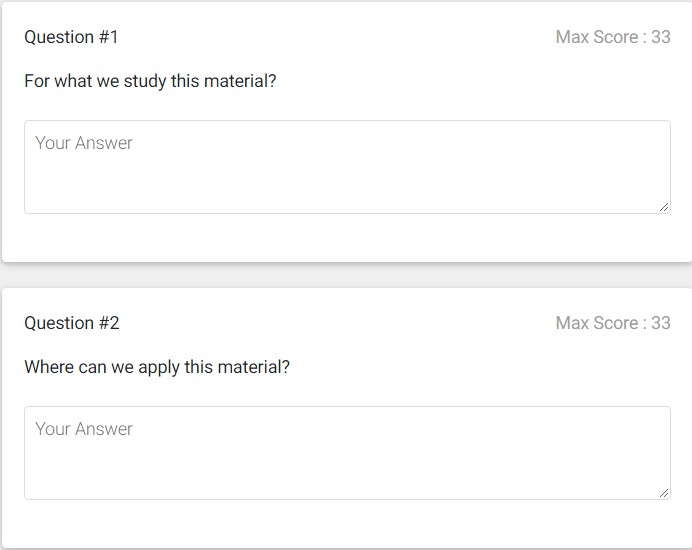 Question #1
Max Score : 33
For what we study this material?
Your Answer
Question #2
Max Score : 33
Where can we apply this material?
Your Answer